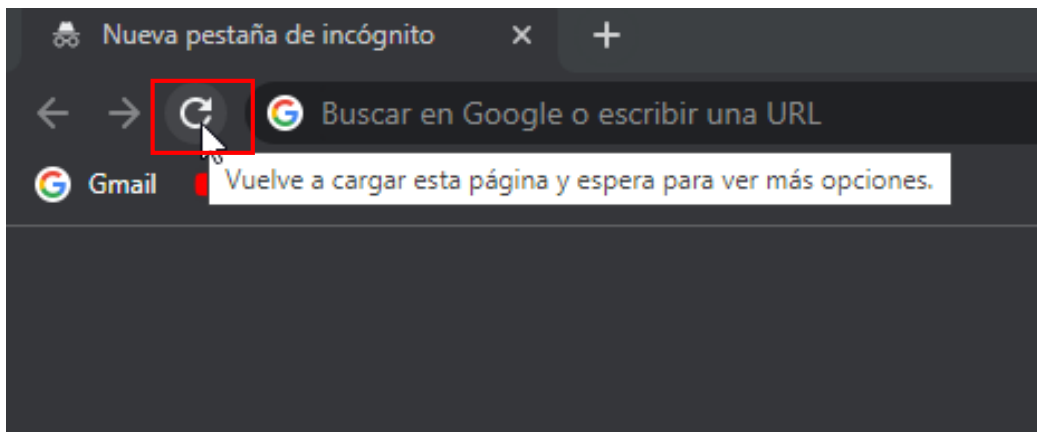 Nueva pestaña de incógnito
Buscar en Google o escribir una URL
Gmail
Vuelve a cargar esta página y espera para ver más opciones.